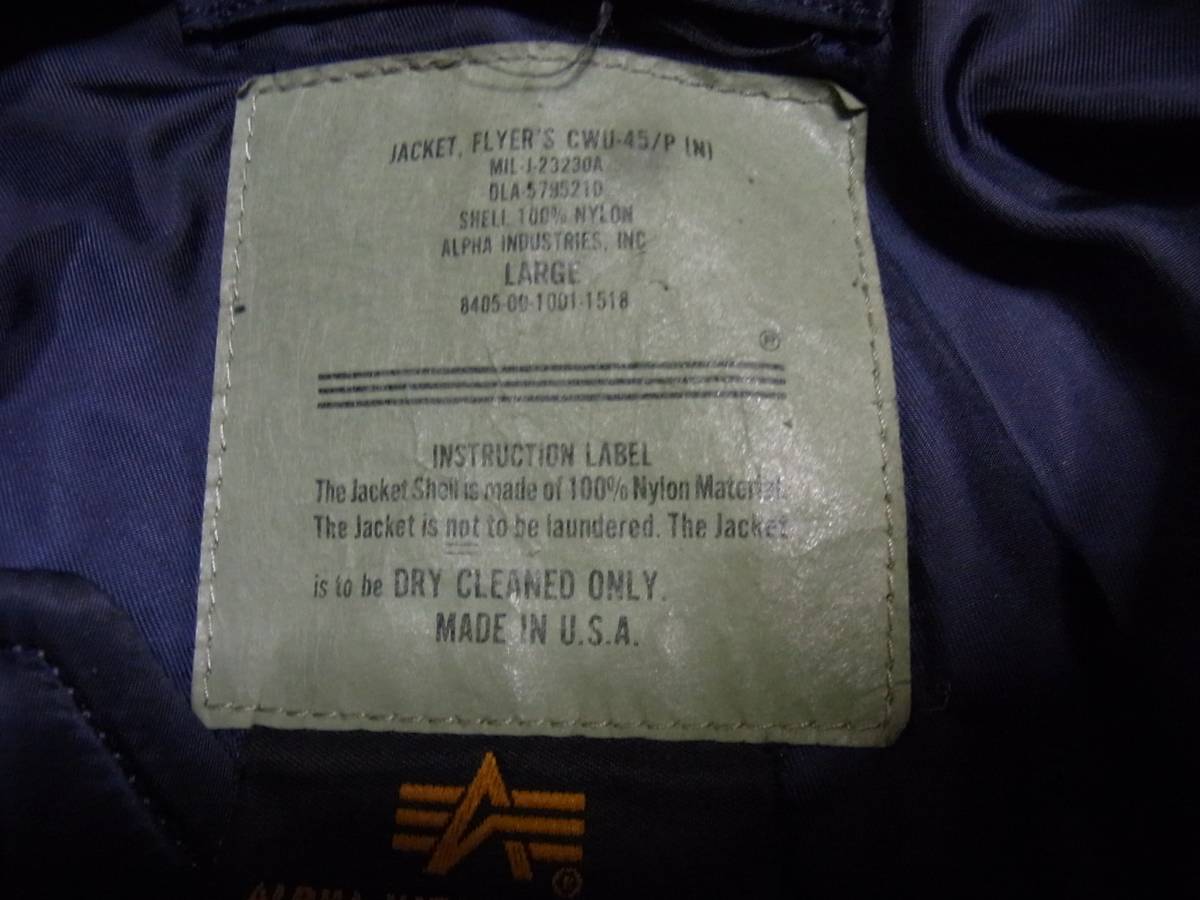 JACKET, FLYER'S CWU-45/P (N)
MIL-J-23230A
DLA-579521D
SHELL 100% NYLON
ALPHA INDUSTRIES, INC
LARGE
8405-00-1001-1518
®
INSTRUCTION LABEL
The Jacket Shell is made of 100% Nylon Material.
The Jacket is not to be laundered. The Jacket
is to be DRY CLEANED ONLY.
MADE IN U.S.A.
®